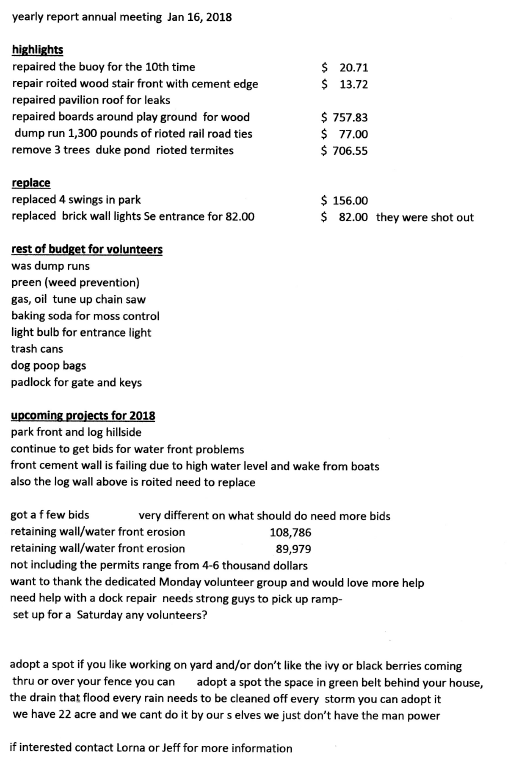 yearly report annual meeting Jan 16, 2018
highlights
repaired the buoy for the 10th time $ 20.71
repair roited wood stair front with cement edge $ 13.72
repaired pavilion roof for leaks
repaired boards around play ground for wood $ 757.83
dump run 1,300 pounds of rioted rail road ties $ 77.00
remove 3 trees duke pond rioted termites $ 706.55
replace
replaced 4 swings in park $ 156.00
replaced brick wall lights Se entrance for 82.00 $ 82.00 they were shot out
rest of budget for volunteers
was dump runs
preen (weed prevention)
gas, oil tune up chain saw
baking soda for moss control
light bulb for entrance light
trash cans
dog poop bags
padlock for gate and keys
upcoming projects for 2018
park front and log hillside
continue to get bids for water front problems
front cement wall is failing due to high water level and wake from boats
also the log wall above is roited need to replace
got a f few bids very different on what should do need more bids
retaining wall/water front erosion 108,786
retaining wall/water front erosion 89,979
not including the permits range from 4-6 thousand dollars
want to thank the dedicated Monday volunteer group and would love more help
need help with a dock repair needs strong guys to pick up ramp-
set up for a Saturday any volunteers?
adopt a spot if you like working on yard and/or don't like the ivy or black berries coming
thru or over your fence you can adopt a spot the space in green belt behind your house,
the drain that flood every rain needs to be cleaned off every storm you can adopt it
we have 22 acre and we cant do it by our s elves we just don't have the man power
if interested contact Lorna or Jeff for more information